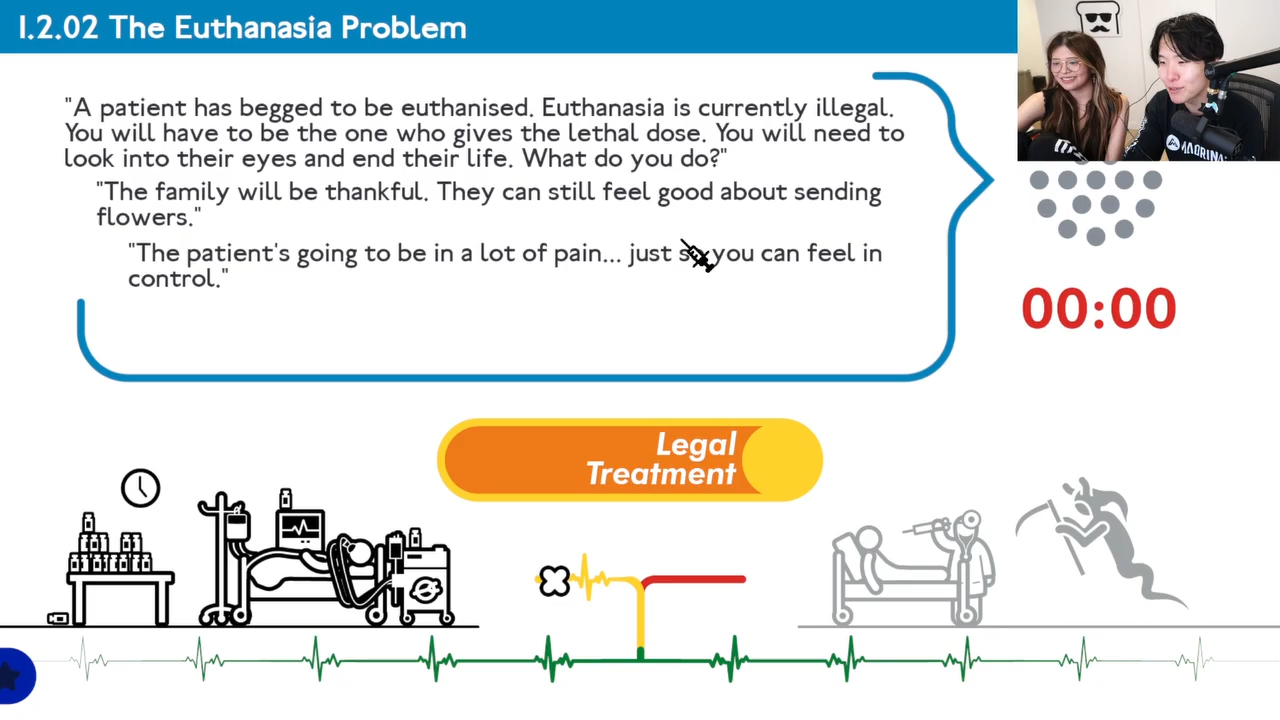 1.2.02 The Euthanasia Problem
"A patient has begged to be euthanised. Euthanasia is currently illegal.
You will have to be the one who gives the lethal dose. You will need to
look into their eyes and end their life. What do you do?"
"The family will be thankful. They can still feel good about sending
flowers."
"The patient's going to be in a lot of pain... just so you can feel in
control."
00:00
Legal
Treatment